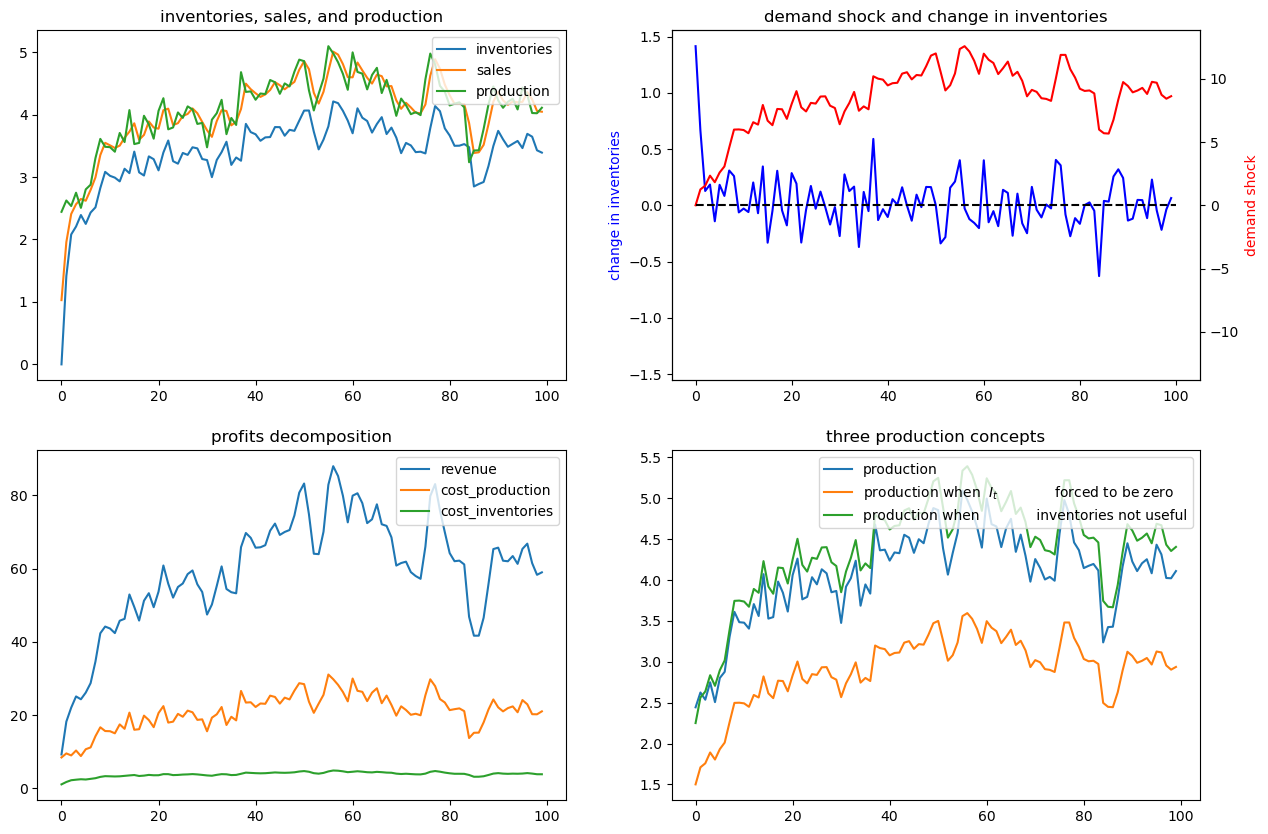 inventories, sales, and production
inventories
sales
production
5
4
3
2
1
0
0 20 40 60 80 100
demand shock and change in inventories
change in inventories
1.5
1.0
0.5
0.0
−0.5
−1.0
−1.5
10
5
0
−5
−10
demand shock
0 20 40 60 80 100
profits decomposition
revenue
cost_production
cost_inventories
80
60
40
20
0
0 20 40 60 80 100
three production concepts
production
production when I_t forced to be zero
production when inventories not useful
5.5
5.0
4.5
4.0
3.5
3.0
2.5
2.0
1.5
0 20 40 60 80 100